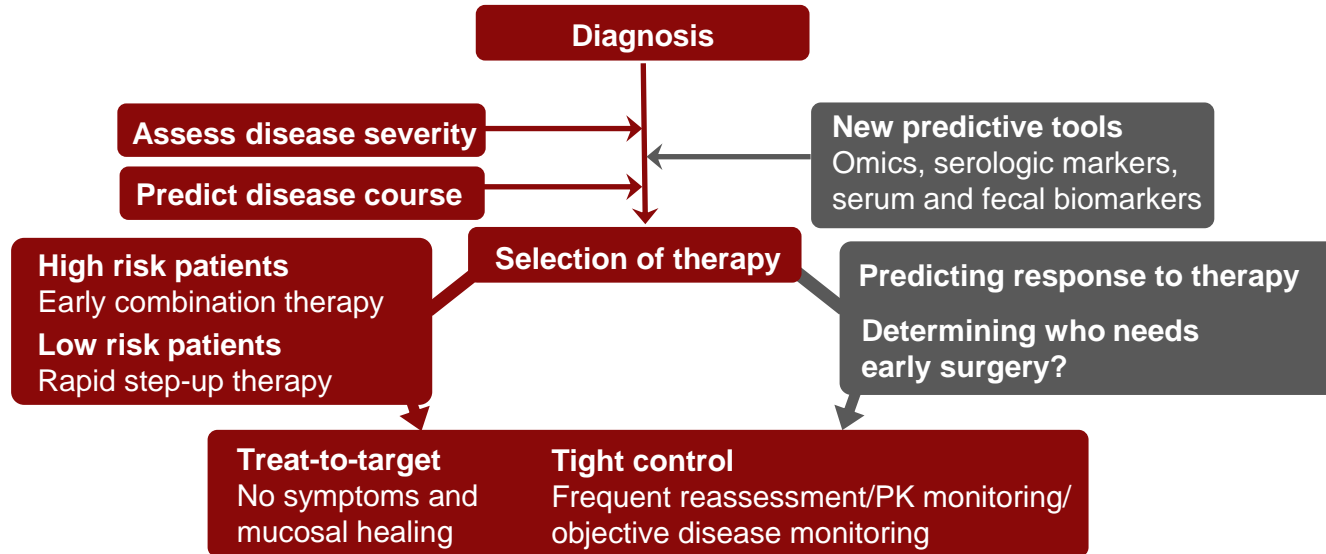 Diagnosis
Assess disease severity
New predictive tools
Omics, serologic markers,
serum and fecal biomarkers
Predict disease course
Selection of therapy
High risk patients
Early combination therapy
Low risk patients
Rapid step-up therapy
Predicting response to therapy
Determining who needs
early surgery?
Treat-to-target
No symptoms and
mucosal healing
Tight control
Frequent reassessment/PK monitoring/
objective disease monitoring